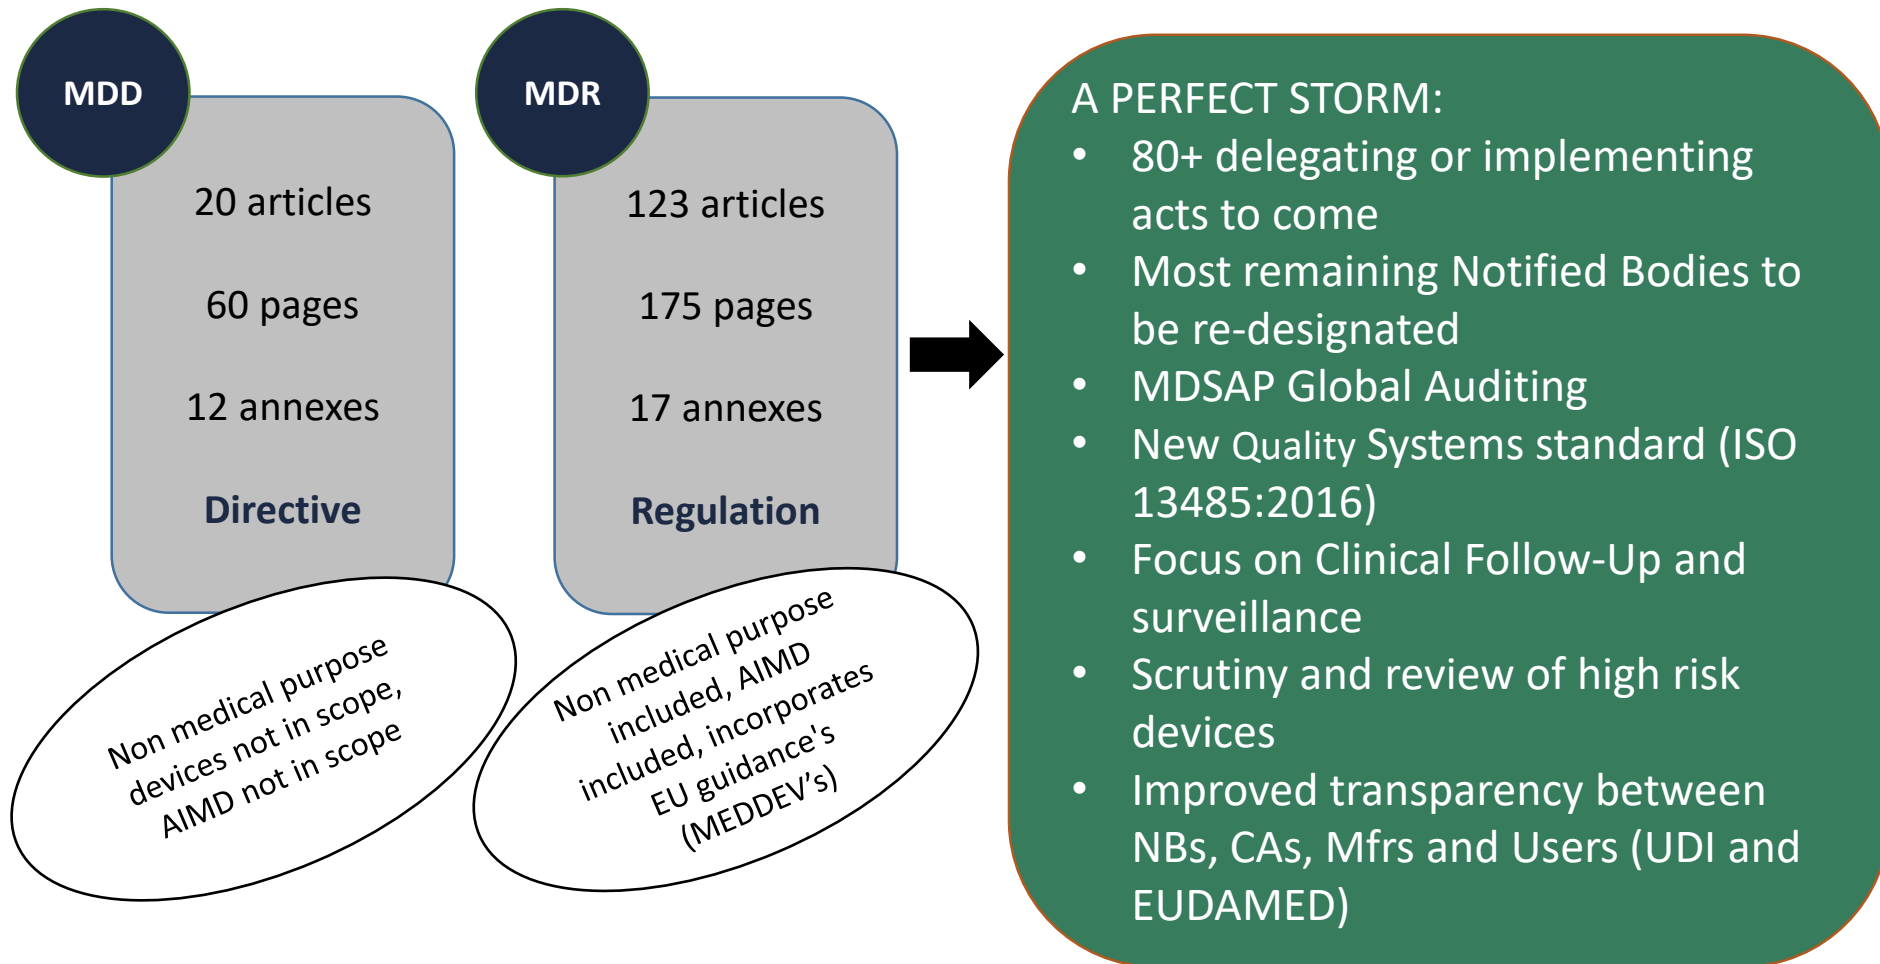 MDD
20 articles
60 pages
12 annexes
Directive
Non medical purpose
devices not in scope,
AIMD not in scope
MDR
123 articles
175 pages
17 annexes
Regulation
Non medical purpose
included, AIMD
included, incorporates
EU guidance's
(MEDDEV’s)
A PERFECT STORM:
• 80+ delegating or implementing
acts to come
• Most remaining Notified Bodies to
be re-designated
• MDSAP Global Auditing
• New Quality Systems standard (ISO
13485:2016)
• Focus on Clinical Follow-Up and
surveillance
• Scrutiny and review of high risk
devices
• Improved transparency between
NBs, CAs, Mfrs and Users (UDI and
EUDAMED)